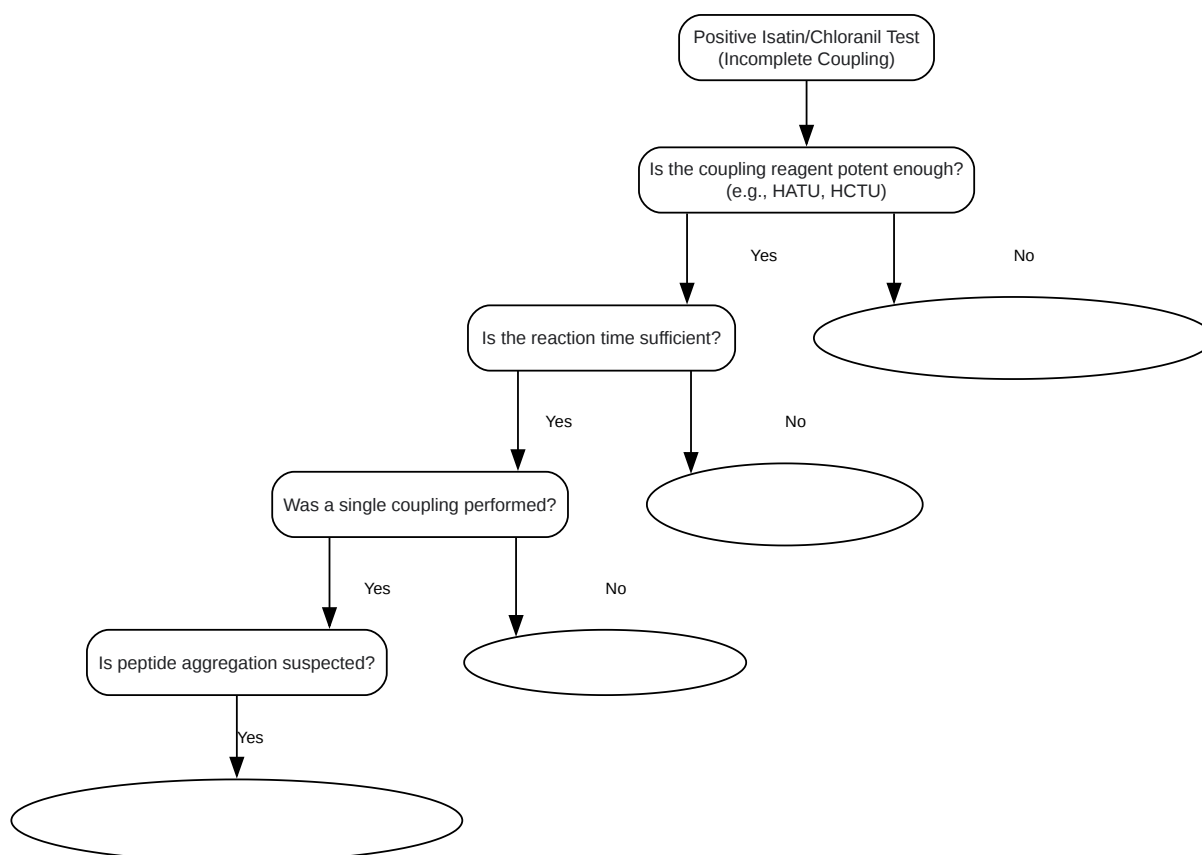 Positive Isatin/Chloranil Test
(Incomplete Coupling)
Is the coupling reagent potent enough?
(e.g., HATU, HCTU)
Yes
No
Is the reaction time sufficient?
Yes
No
Was a single coupling performed?
Yes
No
Is peptide aggregation suspected?
Yes